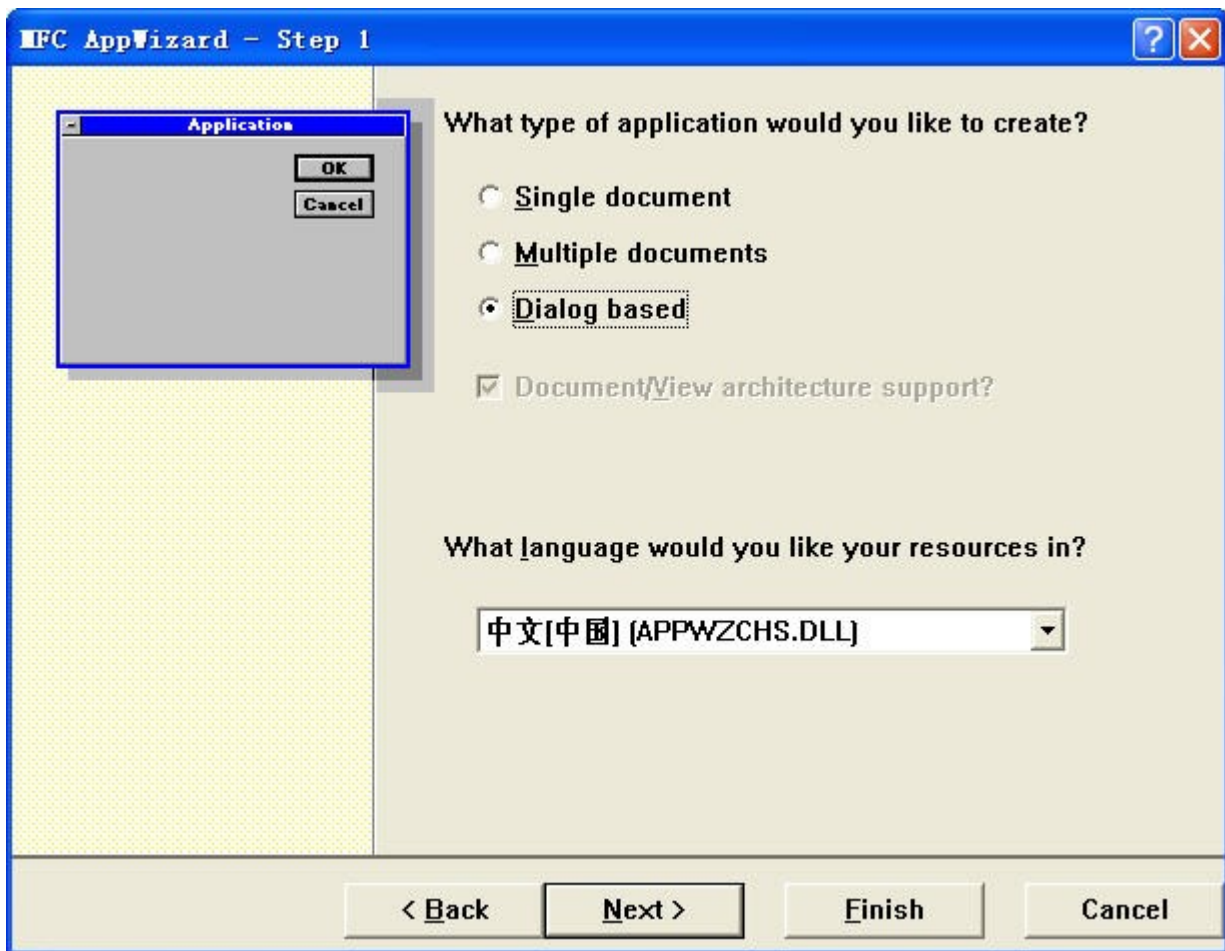 MFC AppWizard - Step 1
Application
OK
Cancel
What type of application would you like to create?
Single document
Multiple documents
Dialog based
Document/View architecture support?
What language would you like your resources in?
中文[中国] (APPWZCHS.DLL)
< Back
Next >
Finish
Cancel